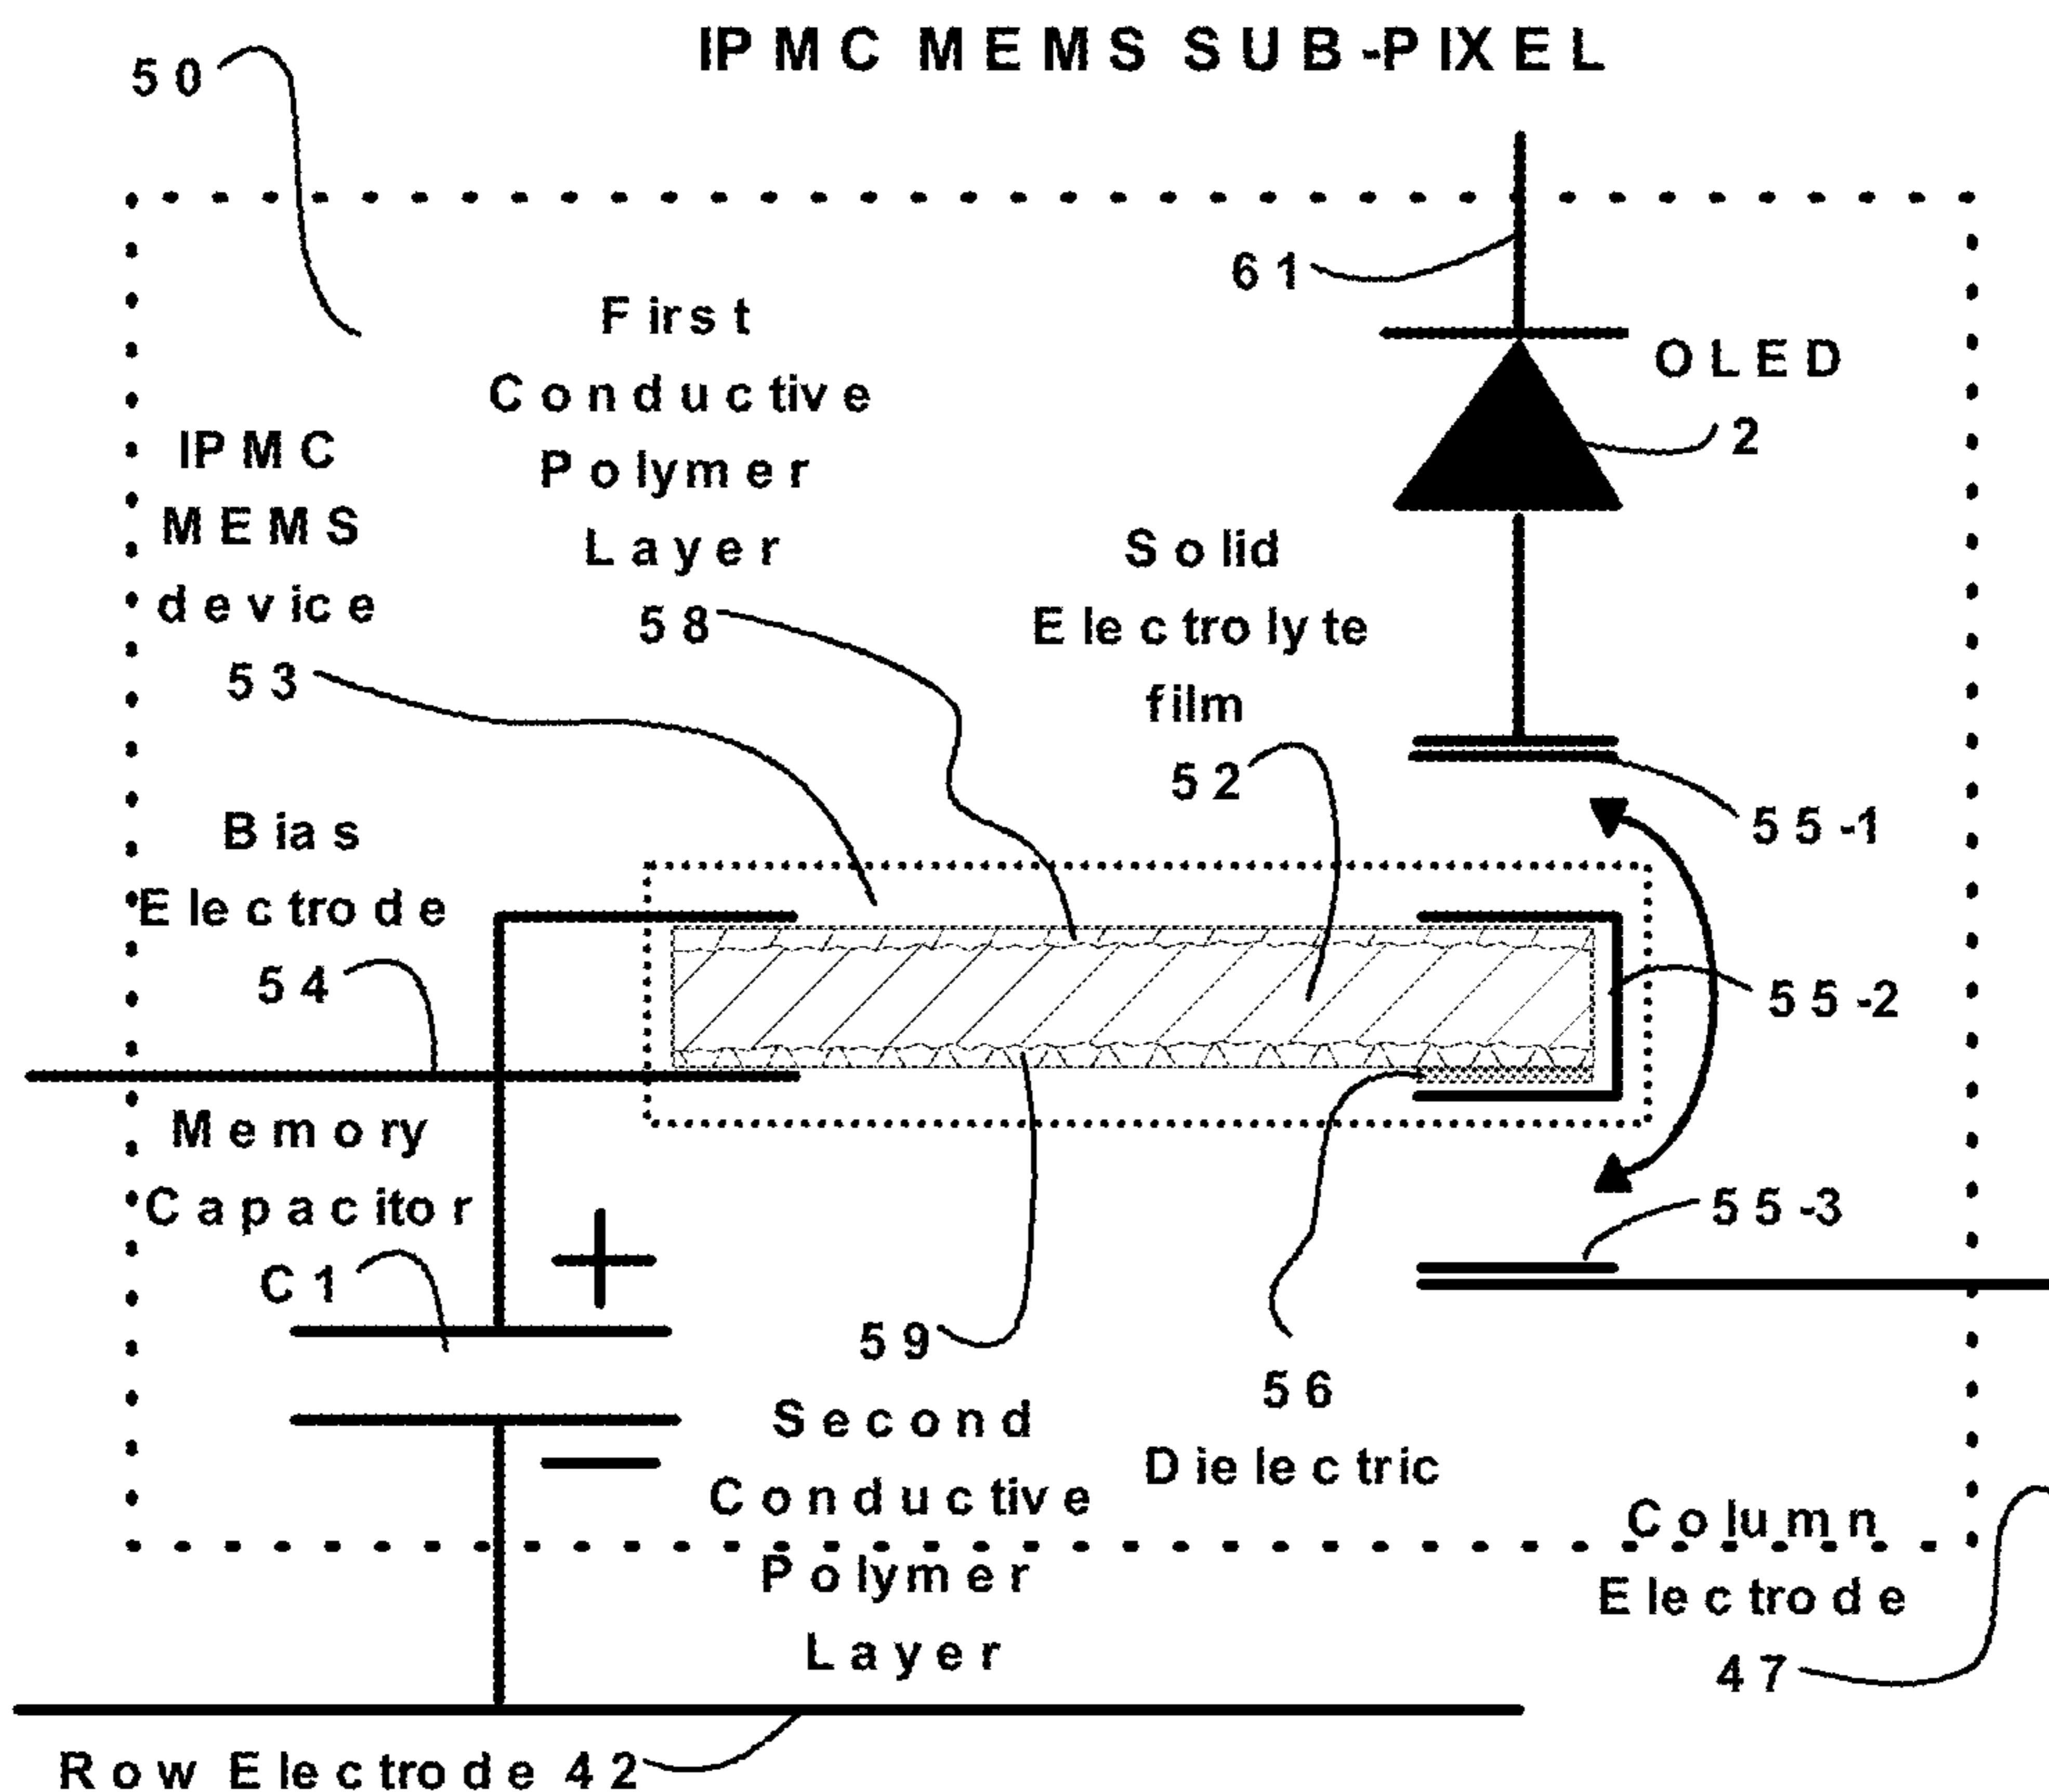 IPMC MEMS SUB-PIXEL
50
61
First
Conductive
Polymer
Layer
58
OLED
2
IPMC
MEMS
device
53
Solid
Electrolyte
film
52
55-1
Bias
Electrode
54
55-2
Memory
Capacitor
C1
+
−
55-3
59
Second
Conductive
Polymer
Layer
56
Dielectric
Column
Electrode
47
Row Electrode 42